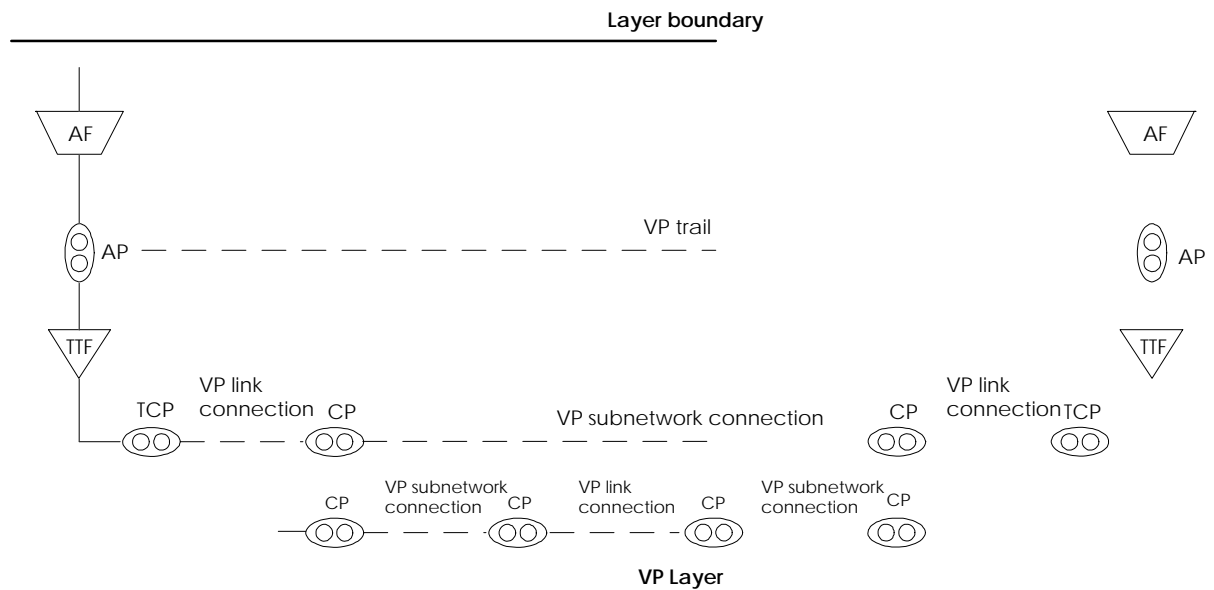 Layer boundary
AF
AF
VP trail
AP
AP
TTF
TTF
VP link
connection
VP link
connection
TCP
CP
VP subnetwork connection
CP
TCP
CP
VP subnetwork
connection
CP
VP link
connection
CP
VP subnetwork
connection
CP
VP Layer